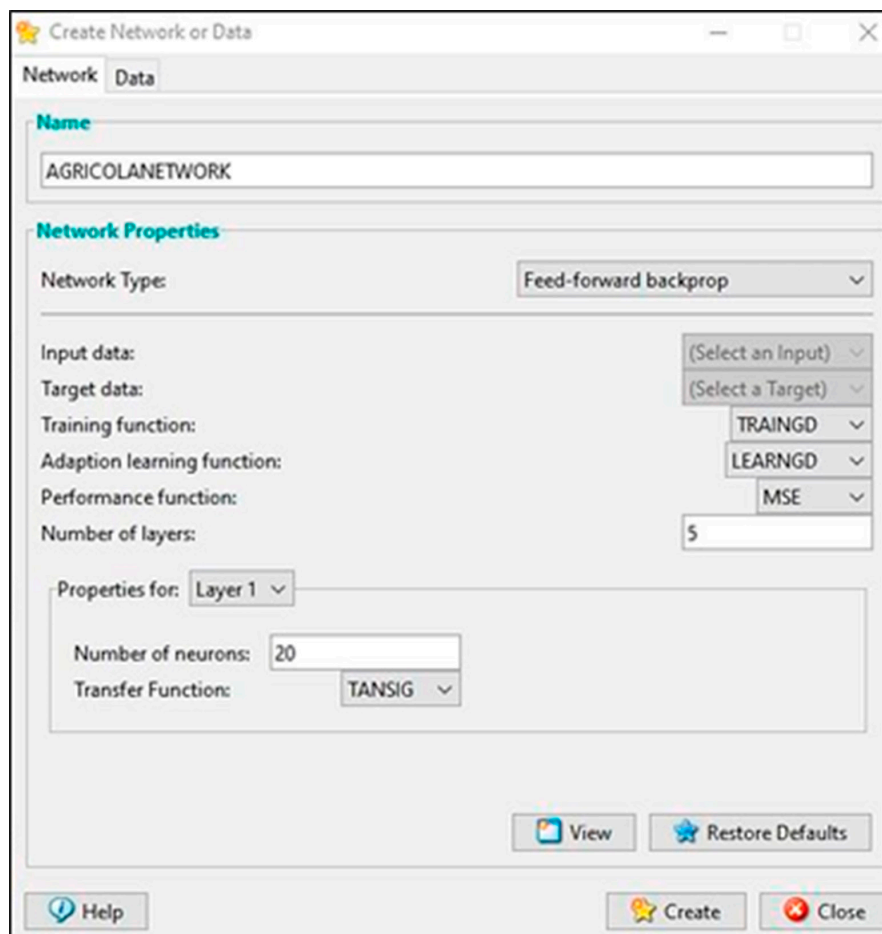 Create Network or Data
Network Data
Name
AGRICOLANETWORK
Network Properties
Network Type: Feed-forward backprop
Input data: (Select an Input)
Target data: (Select a Target)
Training function: TRAINGD
Adaption learning function: LEARNGD
Performance function: MSE
Number of layers: 5
Properties for: Layer 1
Number of neurons: 20
Transfer Function: TANSIG
View Restore Defaults
Help Create Close